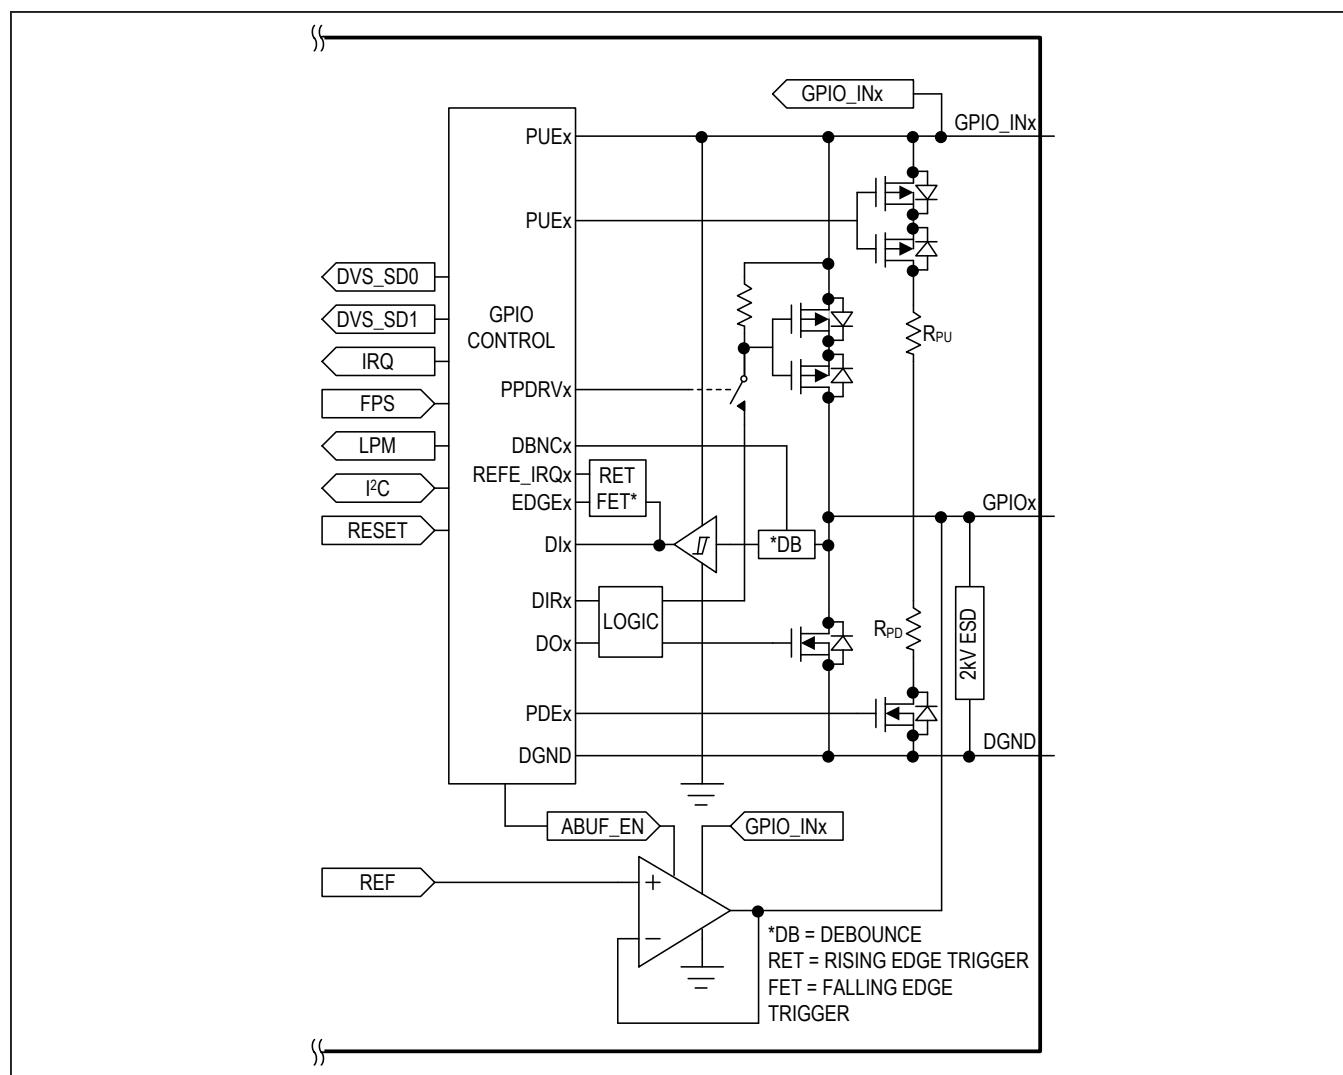 GPIO_INx
GPIO_INx
PUEx
PUEx
DVS_SD0
DVS_SD1
IRQ
FPS
LPM
I²C
RESET
GPIO
CONTROL
RPU
PPDRVx
DBNCx
REFE_IRQx
EDGEx
RET
FET*
GPIOx
DIx
*DB
DIRx
DOx
LOGIC
RPD
2kV ESD
PDEx
DGND
DGND
ABUF_EN
GPIO_INx
REF
+
−
*DB = DEBOUNCE
RET = RISING EDGE TRIGGER
FET = FALLING EDGE
TRIGGER